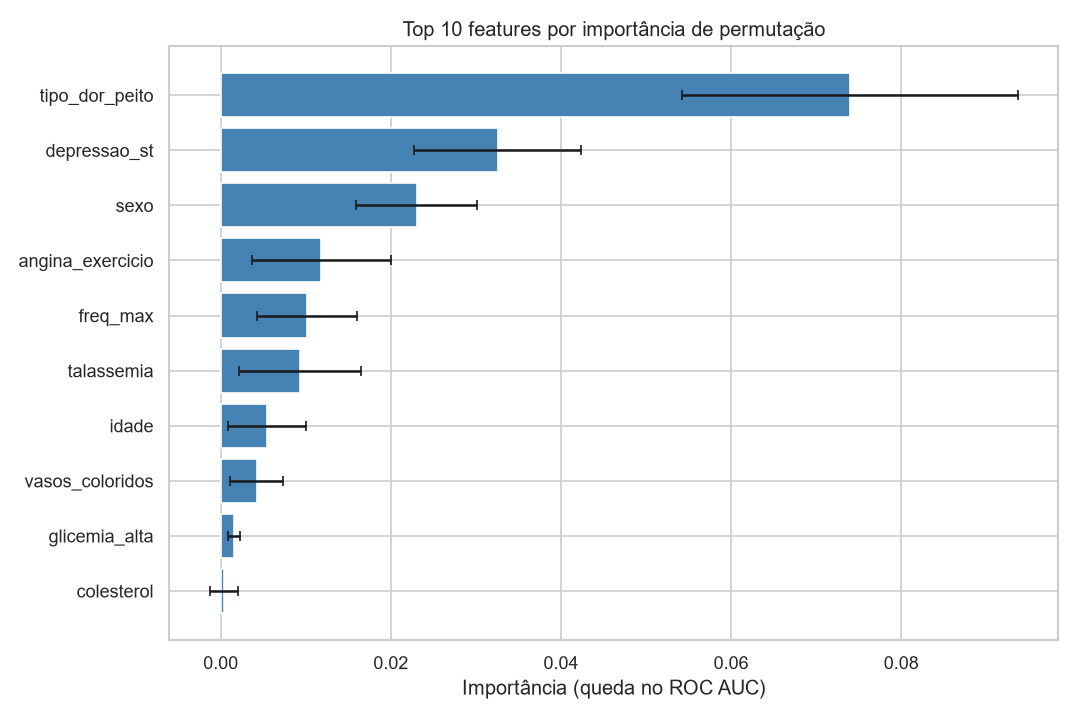 Top 10 features por importância de permutação
tipo_dor_peito
depressao_st
sexo
angina_exercicio
freq_max
talassemia
idade
vasos_coloridos
glicemia_alta
colesterol
0.00 0.02 0.04 0.06 0.08
Importância (queda no ROC AUC)